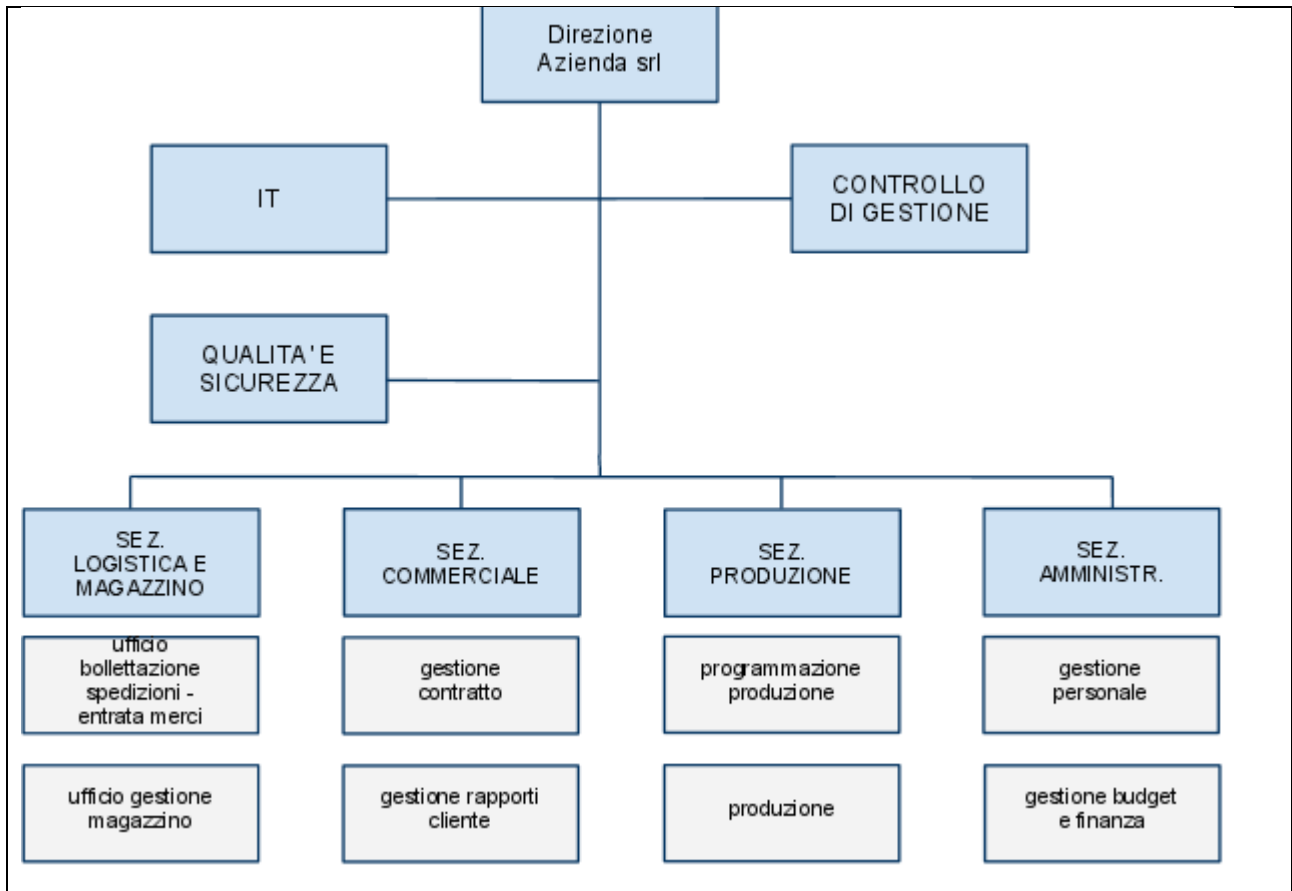 Direzione
Azienda srl
IT
CONTROLLO
DI GESTIONE
QUALITA' E
SICUREZZA
SEZ.
LOGISTICA E
MAGAZZINO
SEZ.
COMMERCIALE
SEZ.
PRODUZIONE
SEZ.
AMMINISTR.
ufficio
bollettazione
spedizioni -
entrata merci
gestione
contratto
programmazione
produzione
gestione
personale
ufficio gestione
magazzino
gestione rapporti
cliente
produzione
gestione budget
e finanza